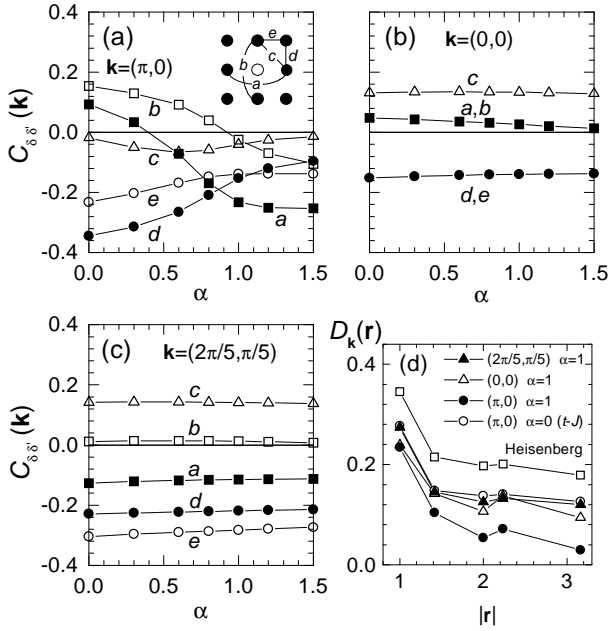 (a)
k=(π,0)
e
d
c
b
a
0.4
0.2
0.0
-0.2
-0.4
C δδ' (k)
b
c
e
d
a
0.0 0.5 1.0 1.5
α
(b)
k=(0,0)
c
a,b
d,e
0.0 0.5 1.0 1.5
α
(c)
k=(2π/5,π/5)
0.4
0.2
0.0
-0.2
-0.4
C δδ' (k)
c
b
a
d
e
0.0 0.5 1.0 1.5
α
D k (r)
(d)
0.4
0.2
0.0
(2π/5,π/5) α=1
(0,0) α=1
(π,0) α=1
(π,0) α=0 (t-J)
Heisenberg
1 2 3
|r|